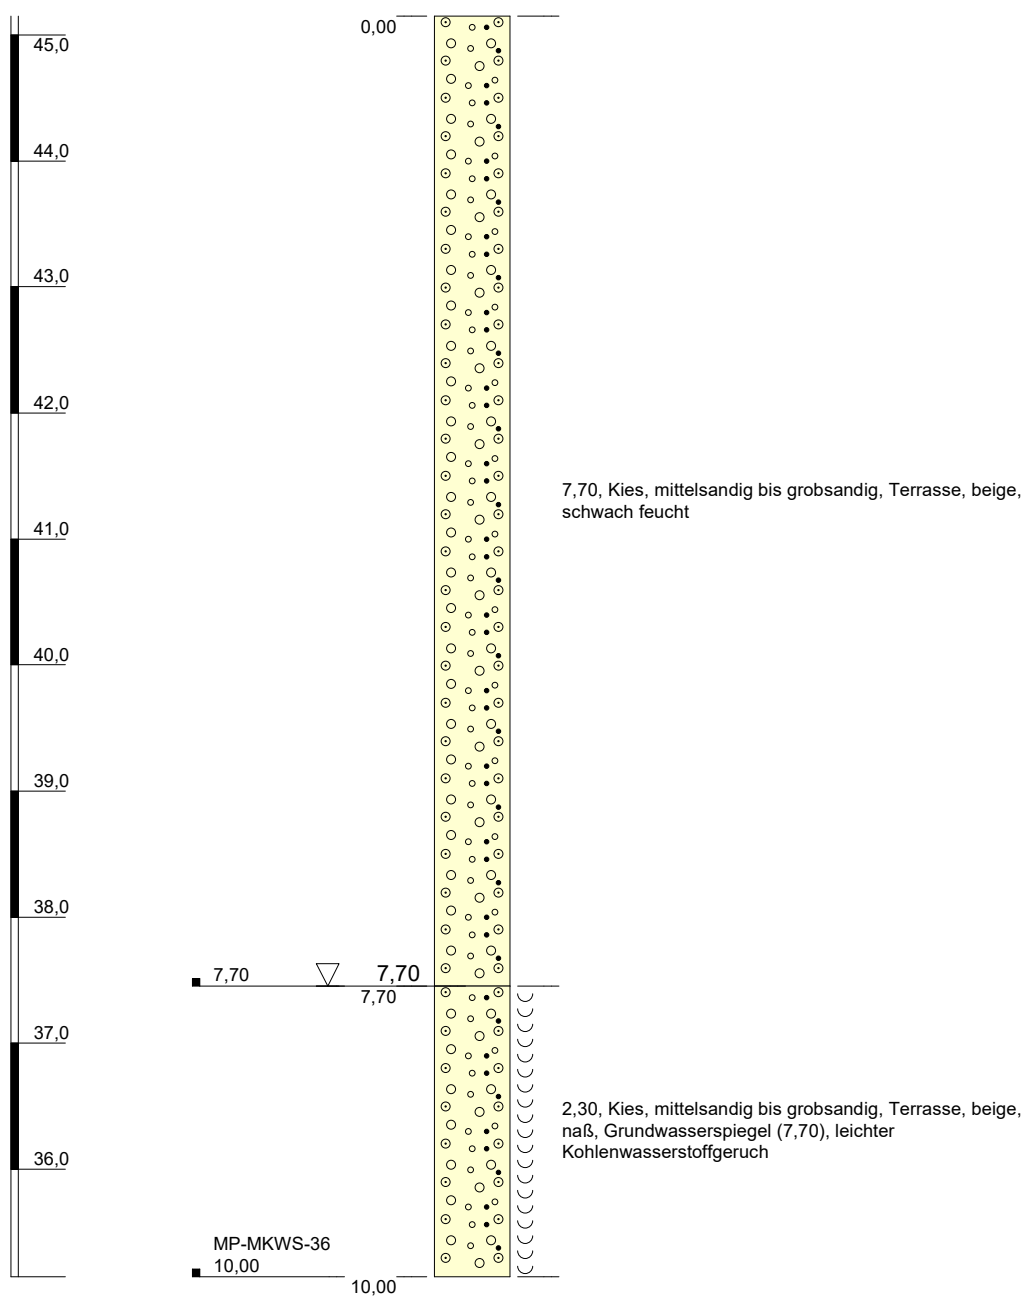 0,00
45,0
44,0
43,0
42,0
7,70, Kies, mittelsandig bis grobsandig, Terrasse, beige,
schwach feucht
41,0
40,0
39,0
38,0
7,70
7,70
7,70
37,0
2,30, Kies, mittelsandig bis grobsandig, Terrasse, beige,
naß, Grundwasserspiegel (7,70), leichter
Kohlenwasserstoffgeruch
36,0
MP-MKWS-36
10,00
10,00